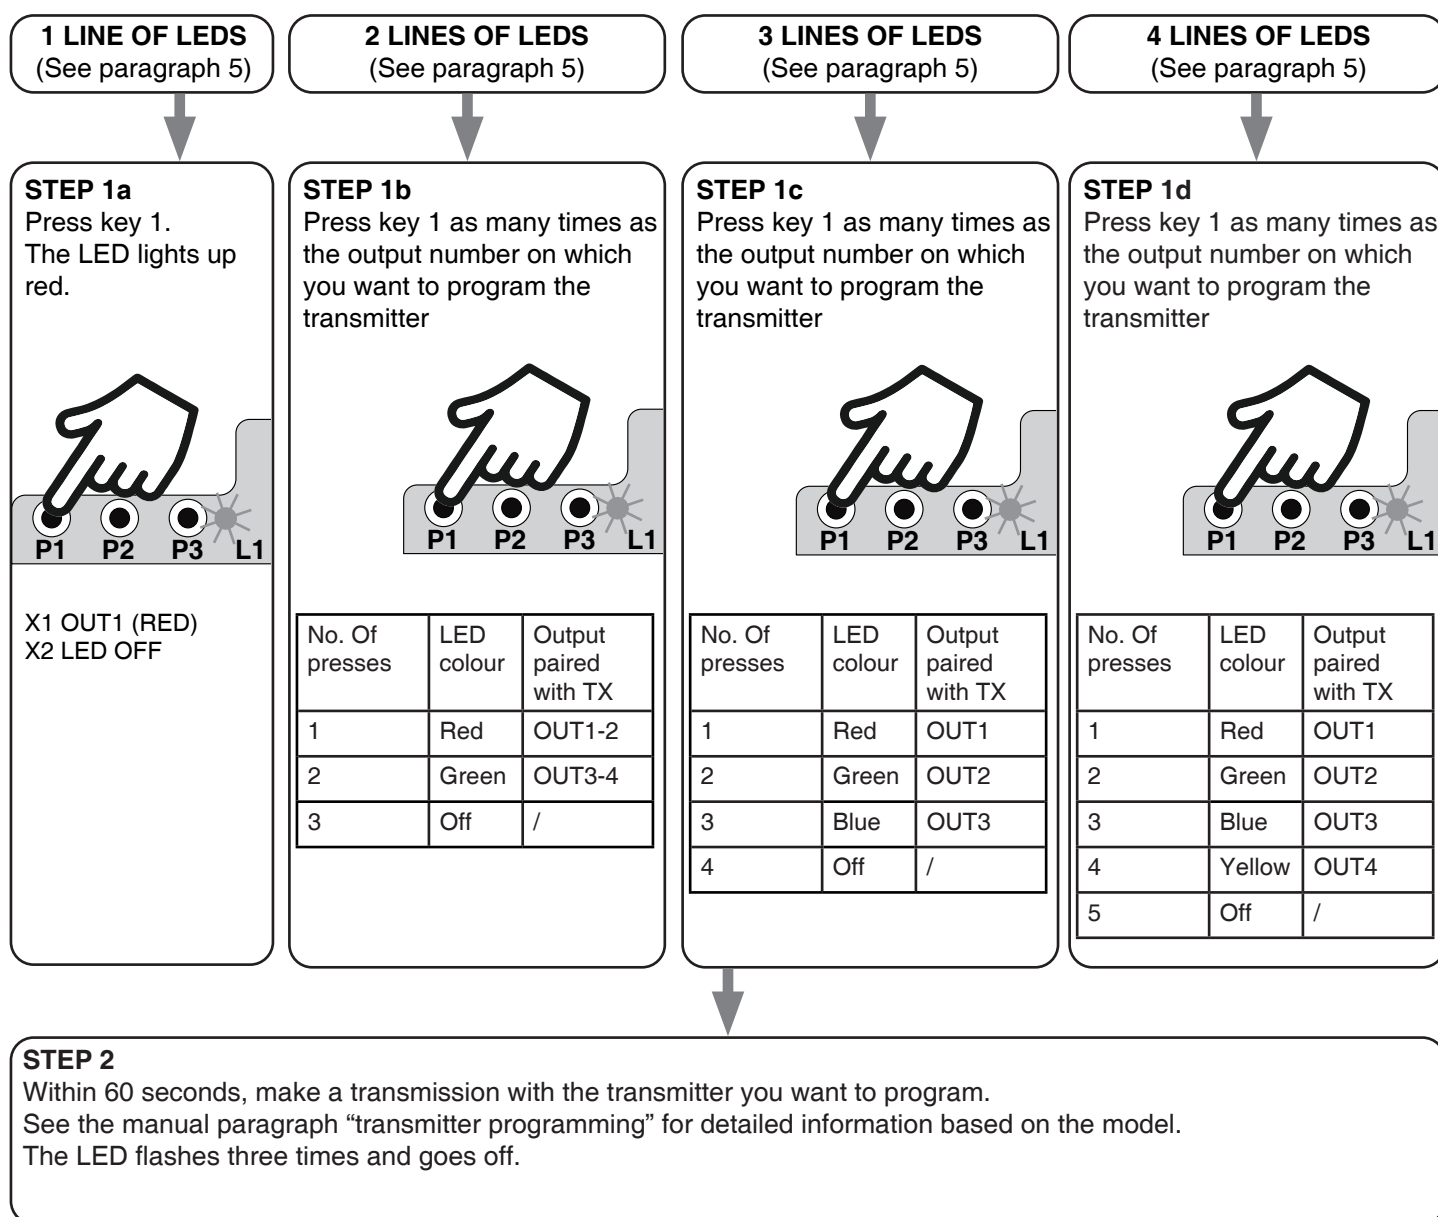 1 LINE OF LEDS
(See paragraph 5)
2 LINES OF LEDS
(See paragraph 5)
3 LINES OF LEDS
(See paragraph 5)
4 LINES OF LEDS
(See paragraph 5)
STEP 1a
Press key 1.
The LED lights up
red.
P1 P2 P3 L1
X1 OUT1 (RED)
X2 LED OFF
STEP 1b
Press key 1 as many times as
the output number on which
you want to program the
transmitter
P1 P2 P3 L1
No. Of presses | LED colour | Output paired with TX
1 | Red | OUT1-2
2 | Green | OUT3-4
3 | Off | /
STEP 1c
Press key 1 as many times as
the output number on which
you want to program the
transmitter
P1 P2 P3 L1
No. Of presses | LED colour | Output paired with TX
1 | Red | OUT1
2 | Green | OUT2
3 | Blue | OUT3
4 | Off | /
STEP 1d
Press key 1 as many times as
the output number on which
you want to program the
transmitter
P1 P2 P3 L1
No. Of presses | LED colour | Output paired with TX
1 | Red | OUT1
2 | Green | OUT2
3 | Blue | OUT3
4 | Yellow | OUT4
5 | Off | /
STEP 2
Within 60 seconds, make a transmission with the transmitter you want to program.
See the manual paragraph “transmitter programming” for detailed information based on the model.
The LED flashes three times and goes off.